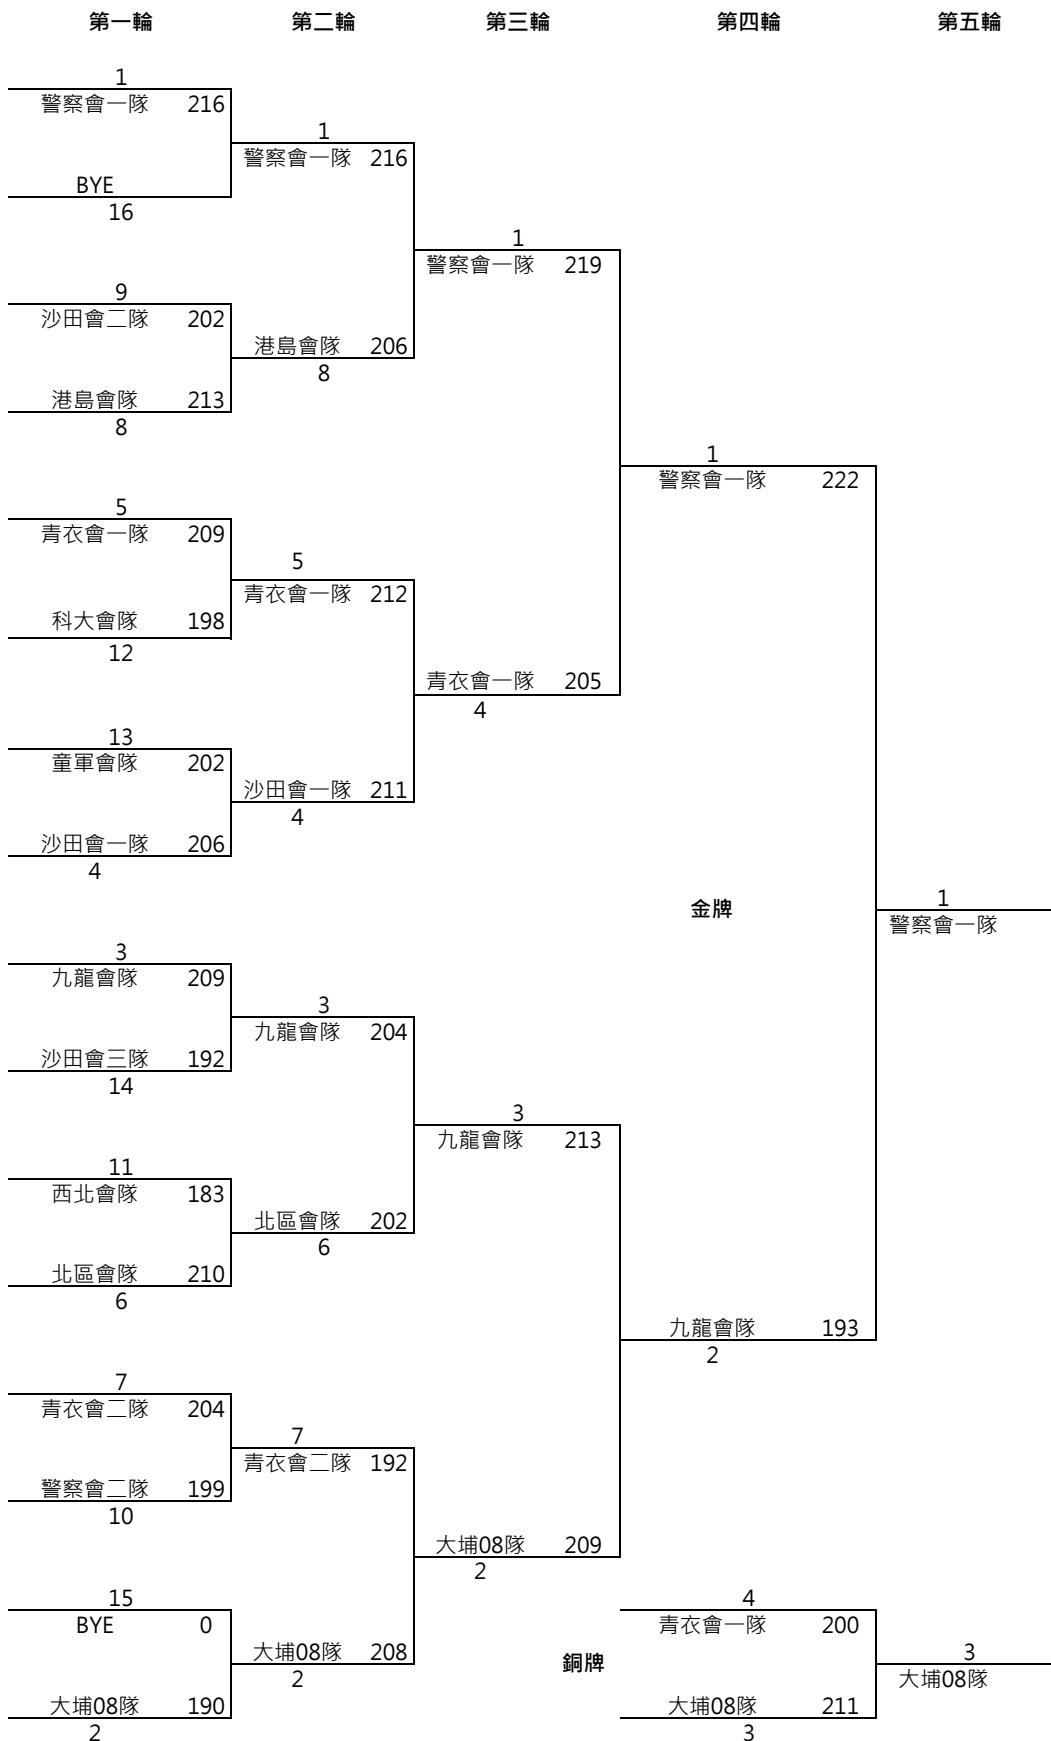 第一輪 第二輪 第三輪 第四輪 第五輪
1
警察會一隊 216
1
警察會一隊 216
BYE
16
1
警察會一隊 219
9
沙田會二隊 202
港島會隊 206
8
港島會隊 213
8
1
警察會一隊 222
5
青衣會一隊 209
5
青衣會一隊 212
科大會隊 198
12
青衣會一隊 205
4
13
童軍會隊 202
沙田會一隊 211
4
沙田會一隊 206
4
金牌
1
警察會一隊
3
九龍會隊 209
3
九龍會隊 204
沙田會三隊 192
14
3
九龍會隊 213
11
西北會隊 183
北區會隊 202
6
北區會隊 210
6
九龍會隊 193
2
7
青衣會二隊 204
7
青衣會二隊 192
警察會二隊 199
10
大埔08隊 209
2
15
BYE 0
4
青衣會一隊 200
大埔08隊 208
2
銅牌
3
大埔08隊
大埔08隊 190
2
大埔08隊 211
3